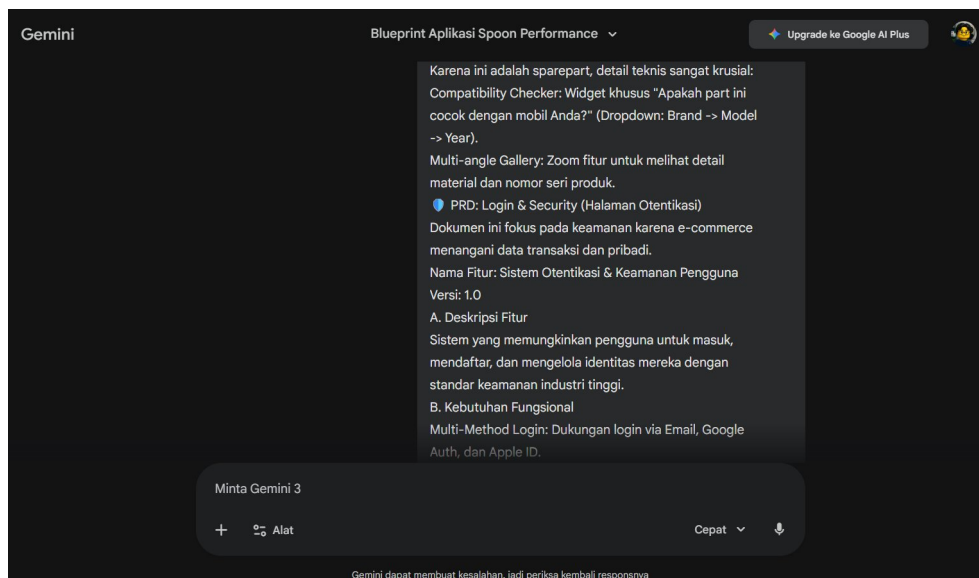 Gemini
Blueprint Aplikasi Spoon Performance
Upgrade ke Google AI Plus
Karena ini adalah sparepart, detail teknis sangat krusial:
Compatibility Checker: Widget khusus "Apakah part ini
cocok dengan mobil Anda?" (Dropdown: Brand -> Model
-> Year).
Multi-angle Gallery: Zoom fitur untuk melihat detail
material dan nomor seri produk.
PRD: Login & Security (Halaman Otentikasi)
Dokumen ini fokus pada keamanan karena e-commerce
menangani data transaksi dan pribadi.
Nama Fitur: Sistem Otentikasi & Keamanan Pengguna
Versi: 1.0
A. Deskripsi Fitur
Sistem yang memungkinkan pengguna untuk masuk,
mendaftar, dan mengelola identitas mereka dengan
standar keamanan industri tinggi.
B. Kebutuhan Fungsional
Multi-Method Login: Dukungan login via Email, Google
Auth, dan Apple ID.
Minta Gemini 3
Alat
Cepat
Gemini dapat membuat kesalahan, jadi periksa kembali responsnya